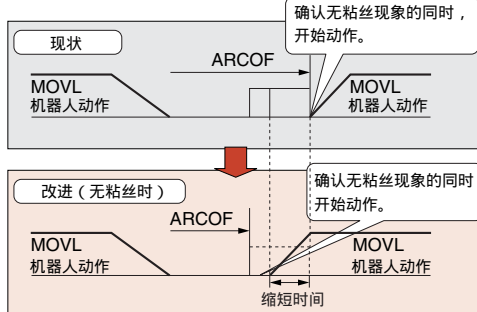 确认无粘丝现象的同时，
开始动作。
现状
ARCOF
MOVL
机器人动作
MOVL
机器人动作
改进（无粘丝时）
确认无粘丝现象的同时
开始动作。
ARCOF
MOVL
机器人动作
MOVL
机器人动作
缩短时间